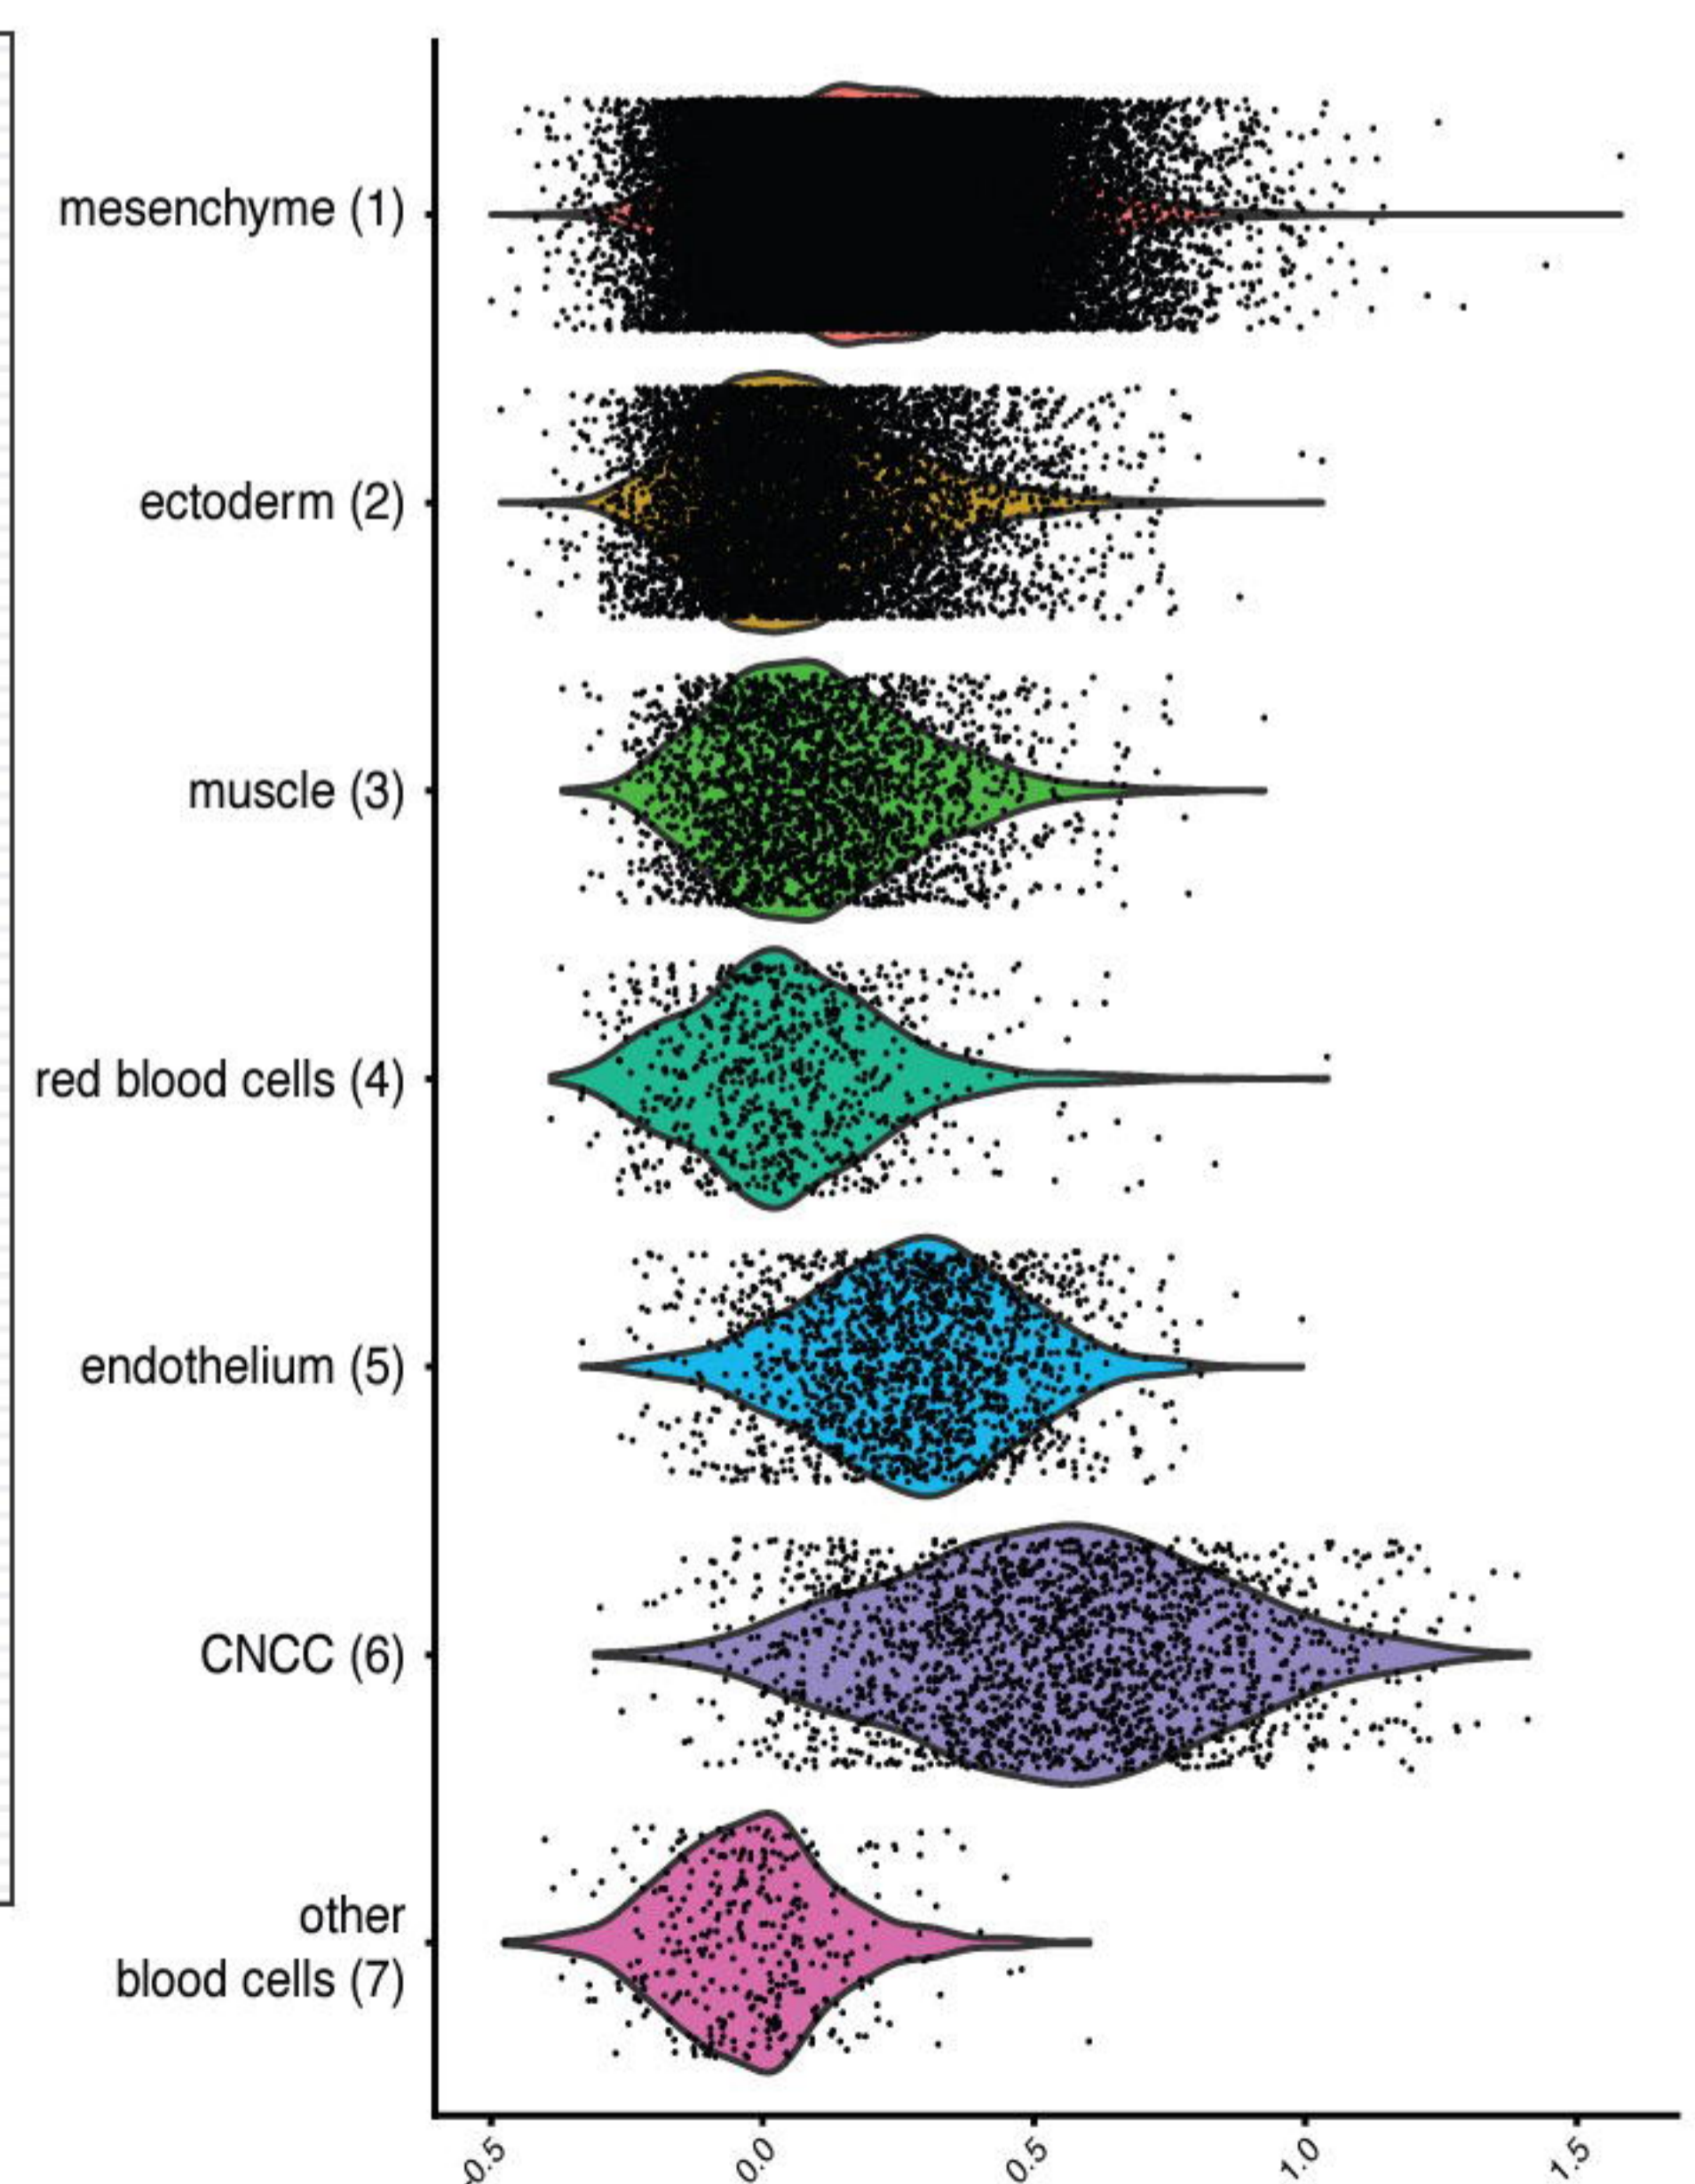 mesenchyme (1)
ectoderm (2)
muscle (3)
red blood cells (4)
endothelium (5)
CNCC (6)
other
blood cells (7)
-0.5 0.0 0.5 1.0 1.5